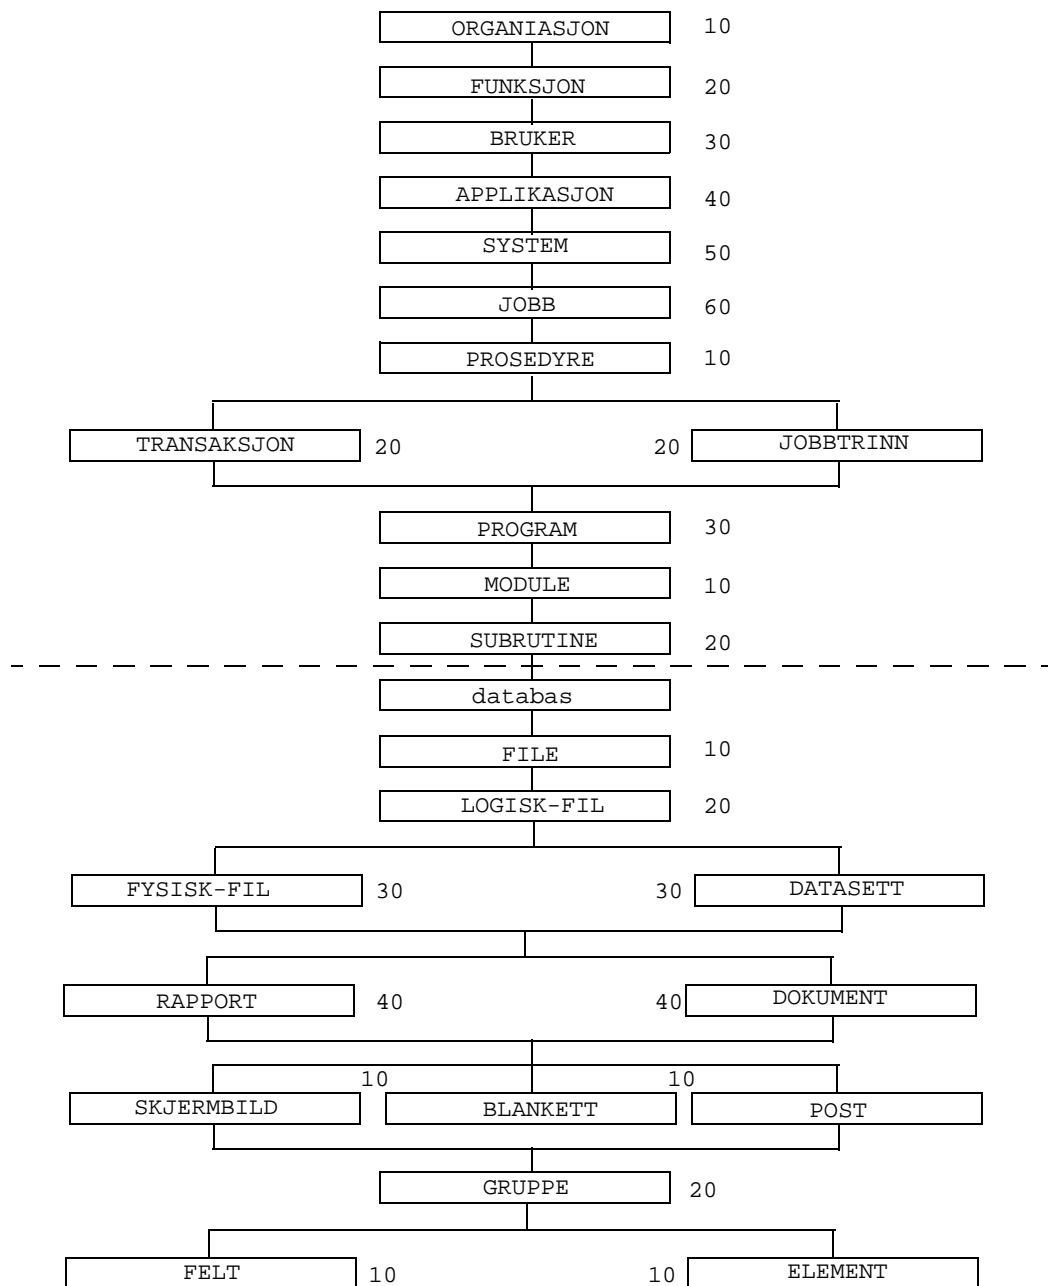 ORGANIASJON 10
FUNKSJON 20
BRUKER 30
APPLIKASJON 40
SYSTEM 50
JOBB 60
PROSEDYRE 10
TRANSAKSJON 20 20 JOBBTRINN
PROGRAM 30
MODULE 10
SUBRUTINE 20
databas
FILE 10
LOGISK-FIL 20
FYSISK-FIL 30 30 DATASETT
RAPPORT 40 40 DOKUMENT
10 10
SKJERMBILD BLANKETT POST
GRUPPE 20
FELT 10 10 ELEMENT